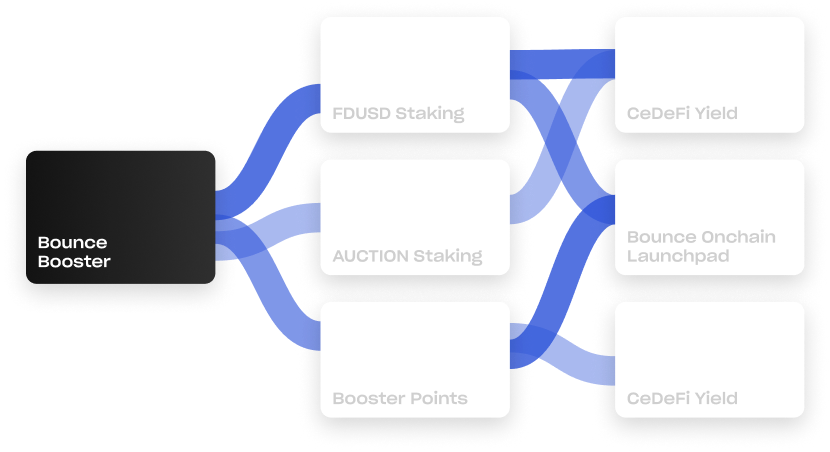 FDUSD Staking
CeDeFi Yield
Bounce
Booster
AUCTION Staking
Bounce Onchain
Launchpad
Booster Points
CeDeFi Yield